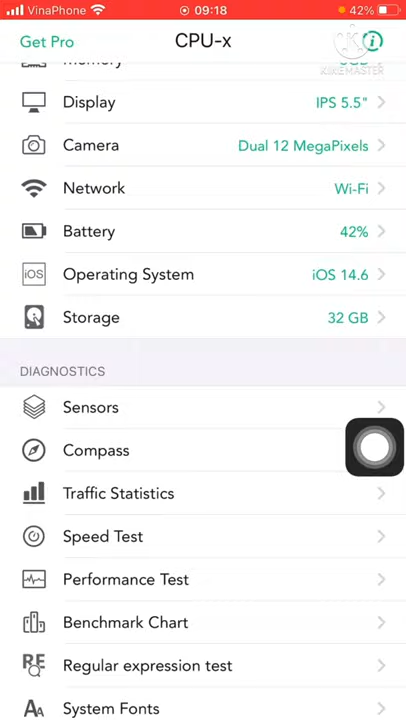 VinaPhone 09:18 42%
Get Pro CPU-x
KINEMASTER
Display IPS 5.5"
Camera Dual 12 MegaPixels
Network Wi-Fi
Battery 42%
iOS Operating System iOS 14.6
Storage 32 GB
DIAGNOSTICS
Sensors
Compass
Traffic Statistics
Speed Test
Performance Test
Benchmark Chart
RE Regular expression test
AA System Fonts